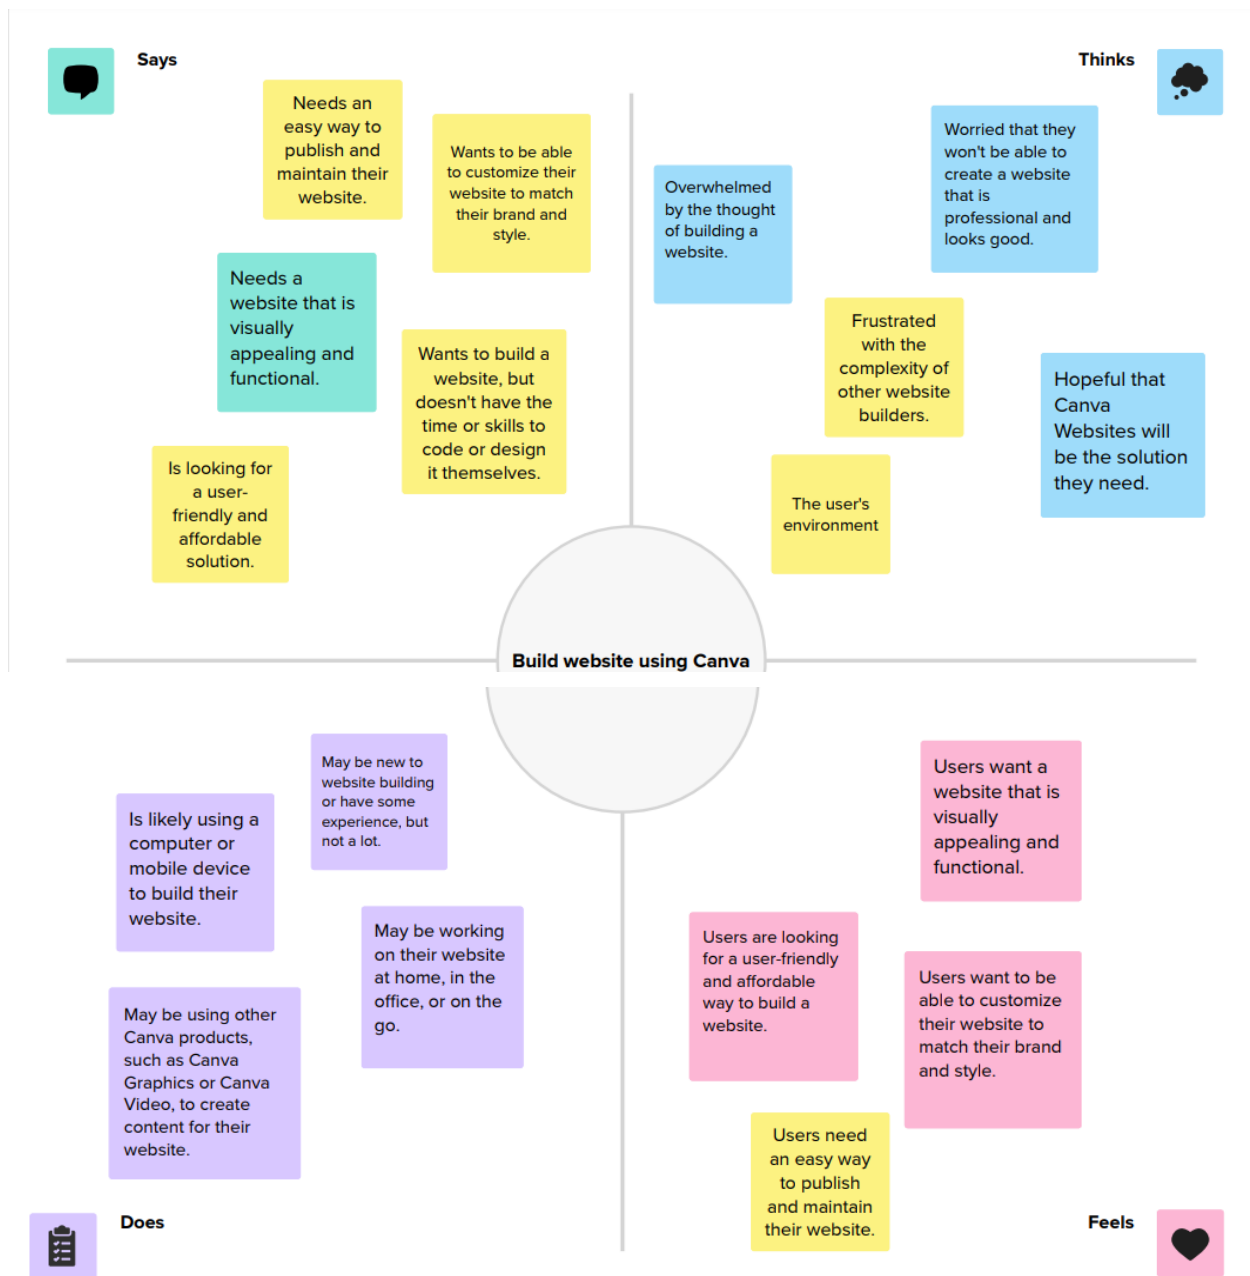 Says
Needs an
easy way to
publish and
maintain their
website.
Wants to be able
to customize their
website to match
their brand and
style.
Needs a
website that is
visually
appealing and
functional.
Wants to build a
website, but
doesn't have the
time or skills to
code or design
it themselves.
Is looking for
a user-
friendly and
affordable
solution.
Thinks
Worried that they
won't be able to
create a website
that is
professional and
looks good.
Overwhelmed
by the thought
of building a
website.
Frustrated
with the
complexity of
other website
builders.
Hopeful that
Canva
Websites will
be the solution
they need.
The user's
environment
Build website using Canva
May be new to
website building
or have some
experience, but
not a lot.
Is likely using a
computer or
mobile device
to build their
website.
May be working
on their website
at home, in the
office, or on the
go.
May be using other
Canva products,
such as Canva
Graphics or Canva
Video, to create
content for their
website.
Does
Users want a
website that is
visually
appealing and
functional.
Users are looking
for a user-friendly
and affordable
way to build a
website.
Users want to be
able to customize
their website to
match their brand
and style.
Users need
an easy way
to publish
and maintain
their website.
Feels